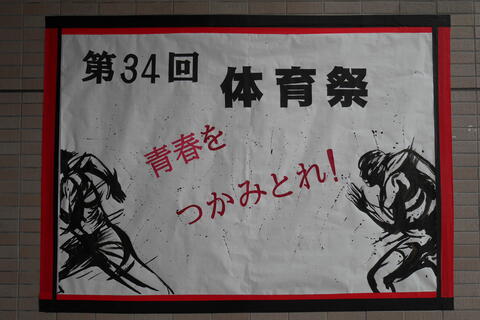 第34回
体育祭
青春を
つかみとれ!